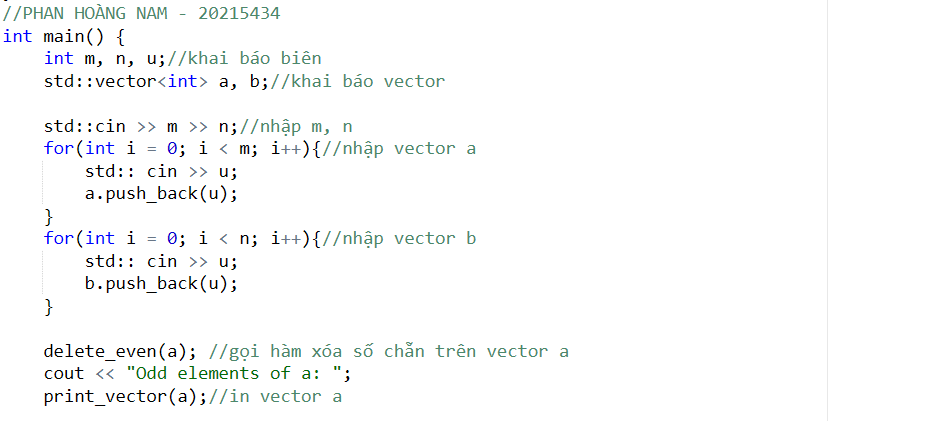 //PHAN HOÀNG NAM - 20215434
int main() {
    int m, n, u;//khai báo biên
    std::vector<int> a, b;//khai báo vector

    std::cin >> m >> n;//nhập m, n
    for(int i = 0; i < m; i++){//nhập vector a
        std:: cin >> u;
        a.push_back(u);
    }
    for(int i = 0; i < n; i++){//nhập vector b
        std:: cin >> u;
        b.push_back(u);
    }

    delete_even(a); //gọi hàm xóa số chẵn trên vector a
    cout << "Odd elements of a: ";
    print_vector(a);//in vector a